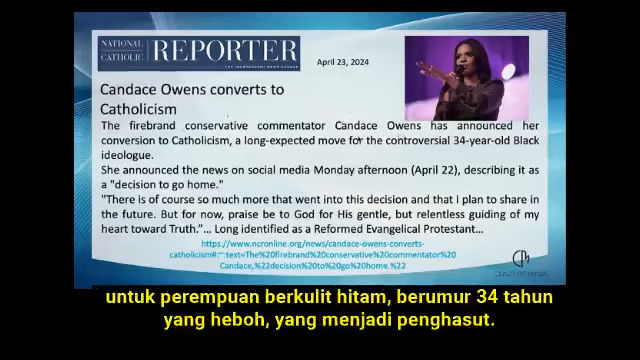 NATIONAL
CATHOLIC
REPORTER
THE INDEPENDENT NEWS SOURCE
April 23, 2024
Candace Owens converts to
Catholicism
The firebrand conservative commentator Candace Owens has announced her
conversion to Catholicism, a long-expected move for the controversial 34-year-old Black
ideologue.
She announced the news on social media Monday afternoon (April 22), describing it as
a "decision to go home."
"There is of course so much more that went into this decision and that I plan to share in
the future. But for now, praise be to God for His gentle, but relentless guiding of my
heart toward Truth."... Long identified as a Reformed Evangelical Protestant...
https://www.ncronline.org/news/candace-owens-converts-
catholicism#:~:text=The%20firebrand%20conservative%20commentator%20
Candace,%22decision%20to%20go%20home.%22
untuk perempuan berkulit hitam, berumur 34 tahun
yang heboh, yang menjadi penghasut.